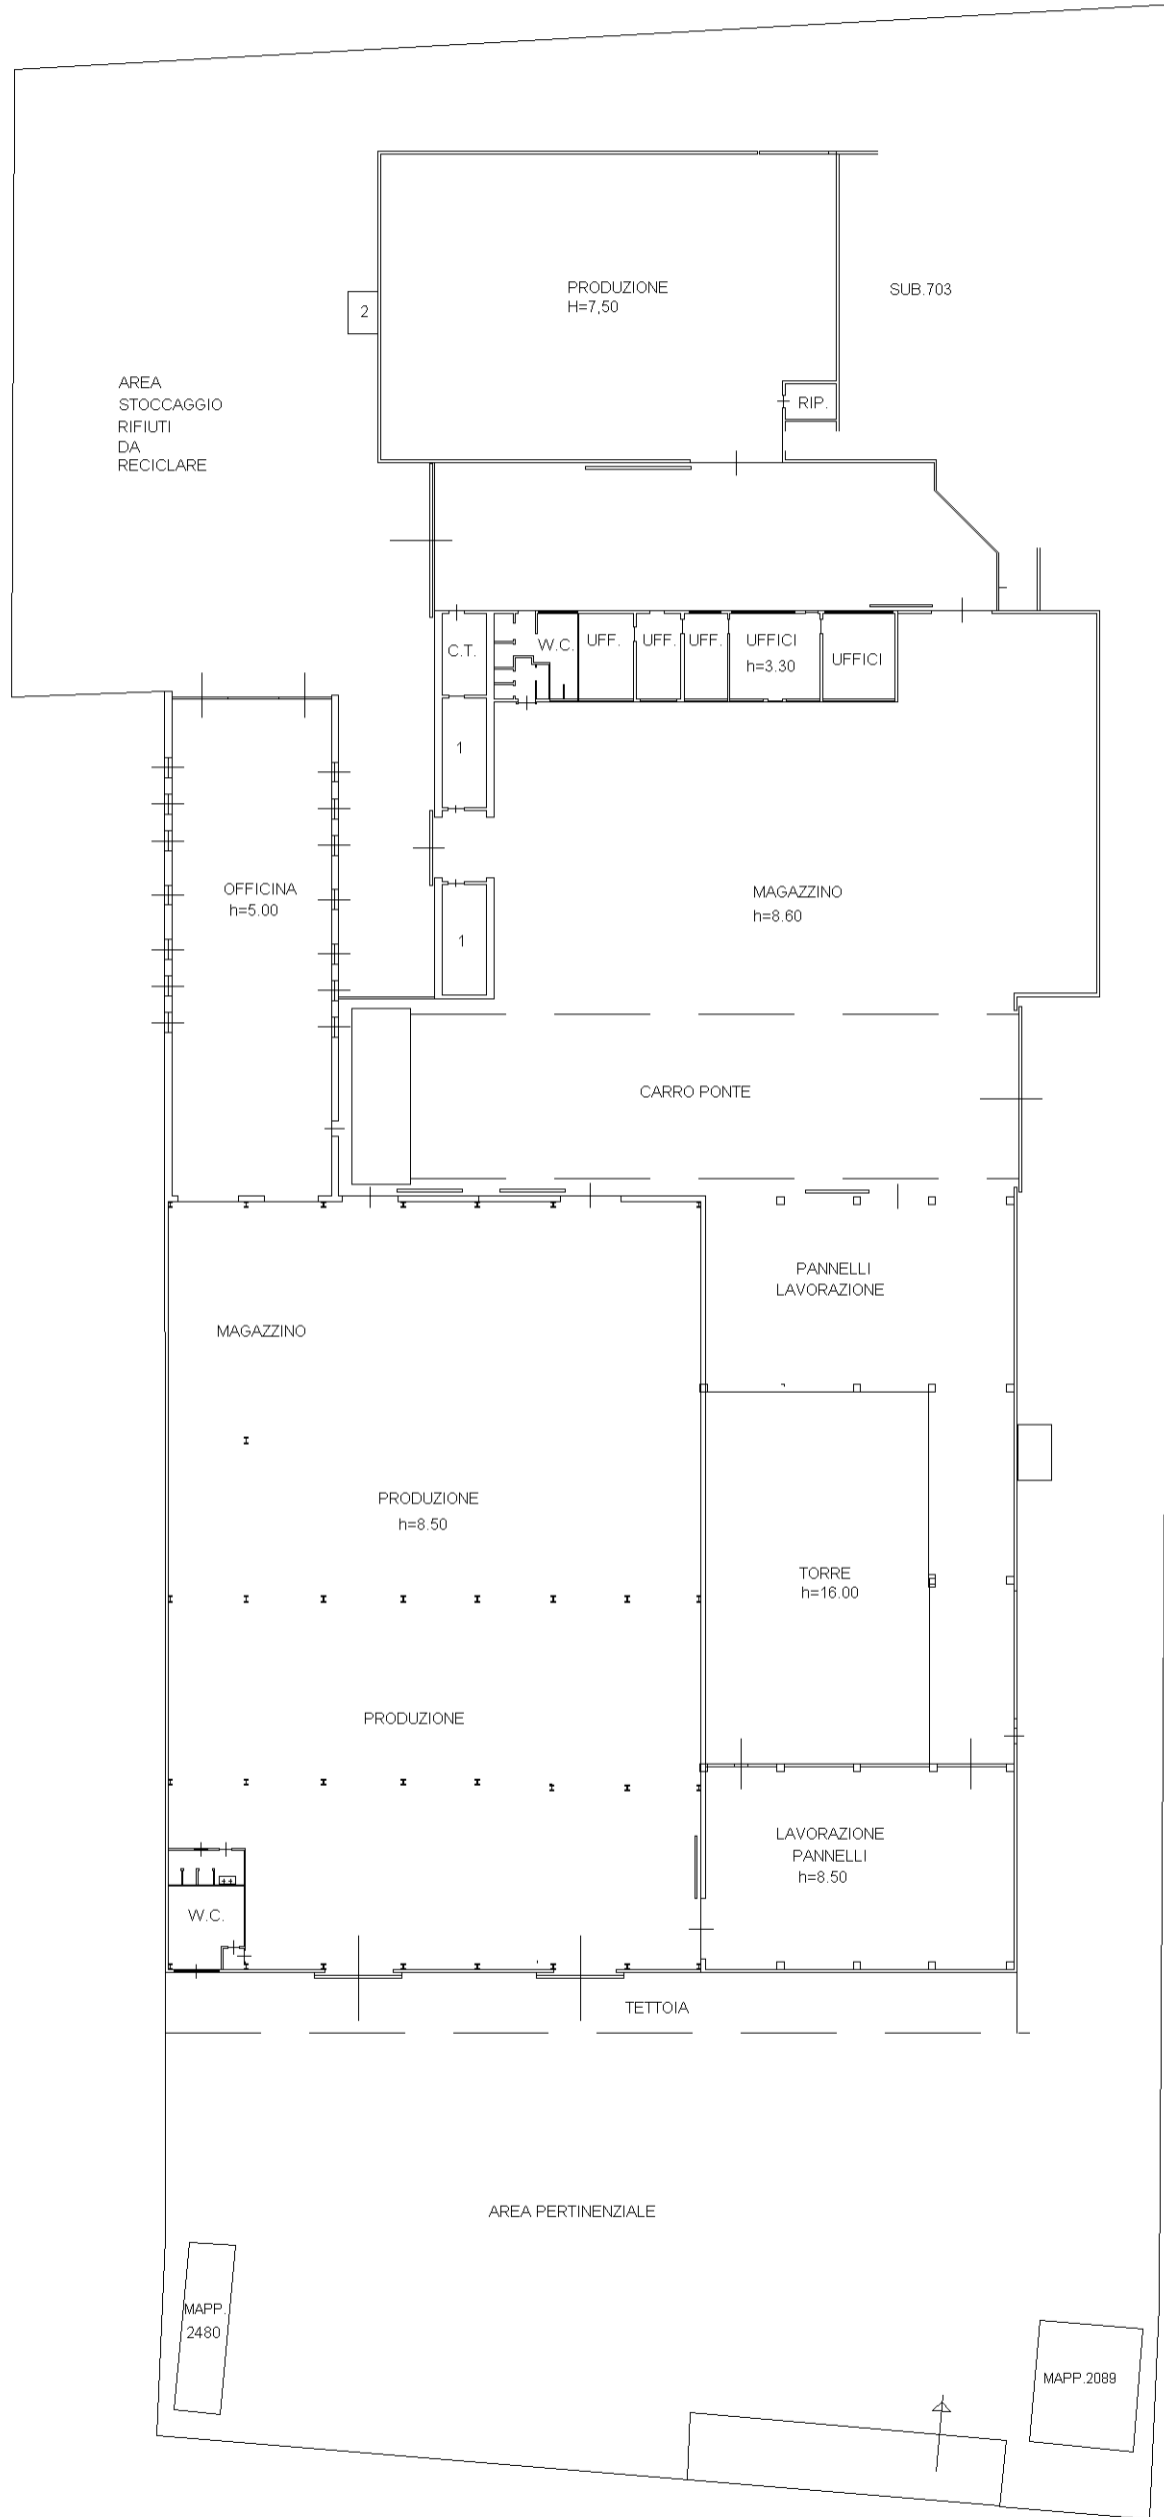 PRODUZIONE
H=7,50
SUB.703
2
AREA
STOCCAGGIO
RIFIUTI
DA
RECICLARE
RIP.
C.T.
W.C.
UFF.
UFF.
UFF.
UFFICI
h=3.30
UFFICI
1
OFFICINA
h=5.00
MAGAZZINO
h=8.60
1
CARRO PONTE
PANNELLI
LAVORAZIONE
MAGAZZINO
PRODUZIONE
h=8.50
TORRE
h=16.00
PRODUZIONE
LAVORAZIONE
PANNELLI
h=8.50
W.C.
TETTOIA
AREA PERTINENZIALE
MAPP.
2480
MAPP.2089